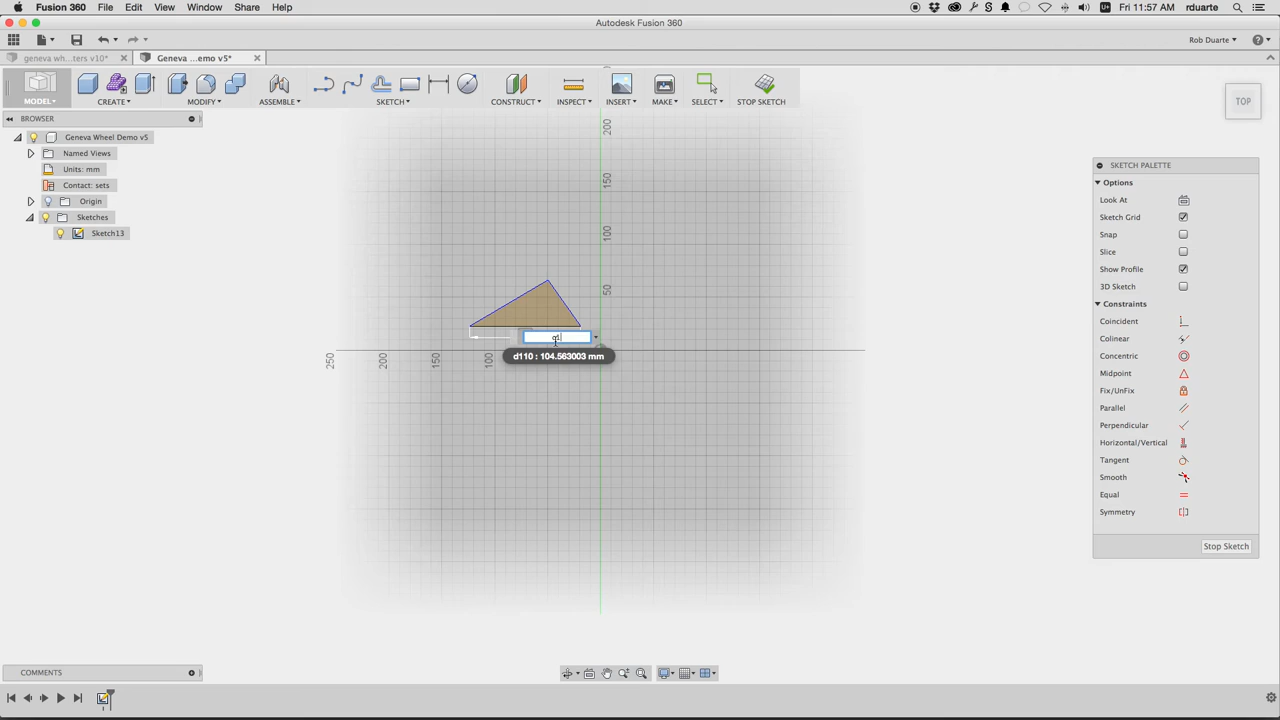 Fusion 360 File Edit View Window Share Help Fri 11:57 AM rduarte
Autodesk Fusion 360
Rob Duarte
geneva wh...ters v10* Geneva ...emo v5*
MODEL CREATE MODIFY ASSEMBLE SKETCH CONSTRUCT INSPECT INSERT MAKE SELECT STOP SKETCH
TOP
BROWSER
Geneva Wheel Demo v5
Named Views
Units: mm
Contact: sets
Origin
Sketches
Sketch13
200
150
100
50
250 200 150 100
d110 : 104.563003 mm
SKETCH PALETTE
Options
Look At
Sketch Grid
Snap
Slice
Show Profile
3D Sketch
Constraints
Coincident
Colinear
Concentric
Midpoint
Fix/UnFix
Parallel
Perpendicular
Horizontal/Vertical
Tangent
Smooth
Equal
Symmetry
Stop Sketch
COMMENTS